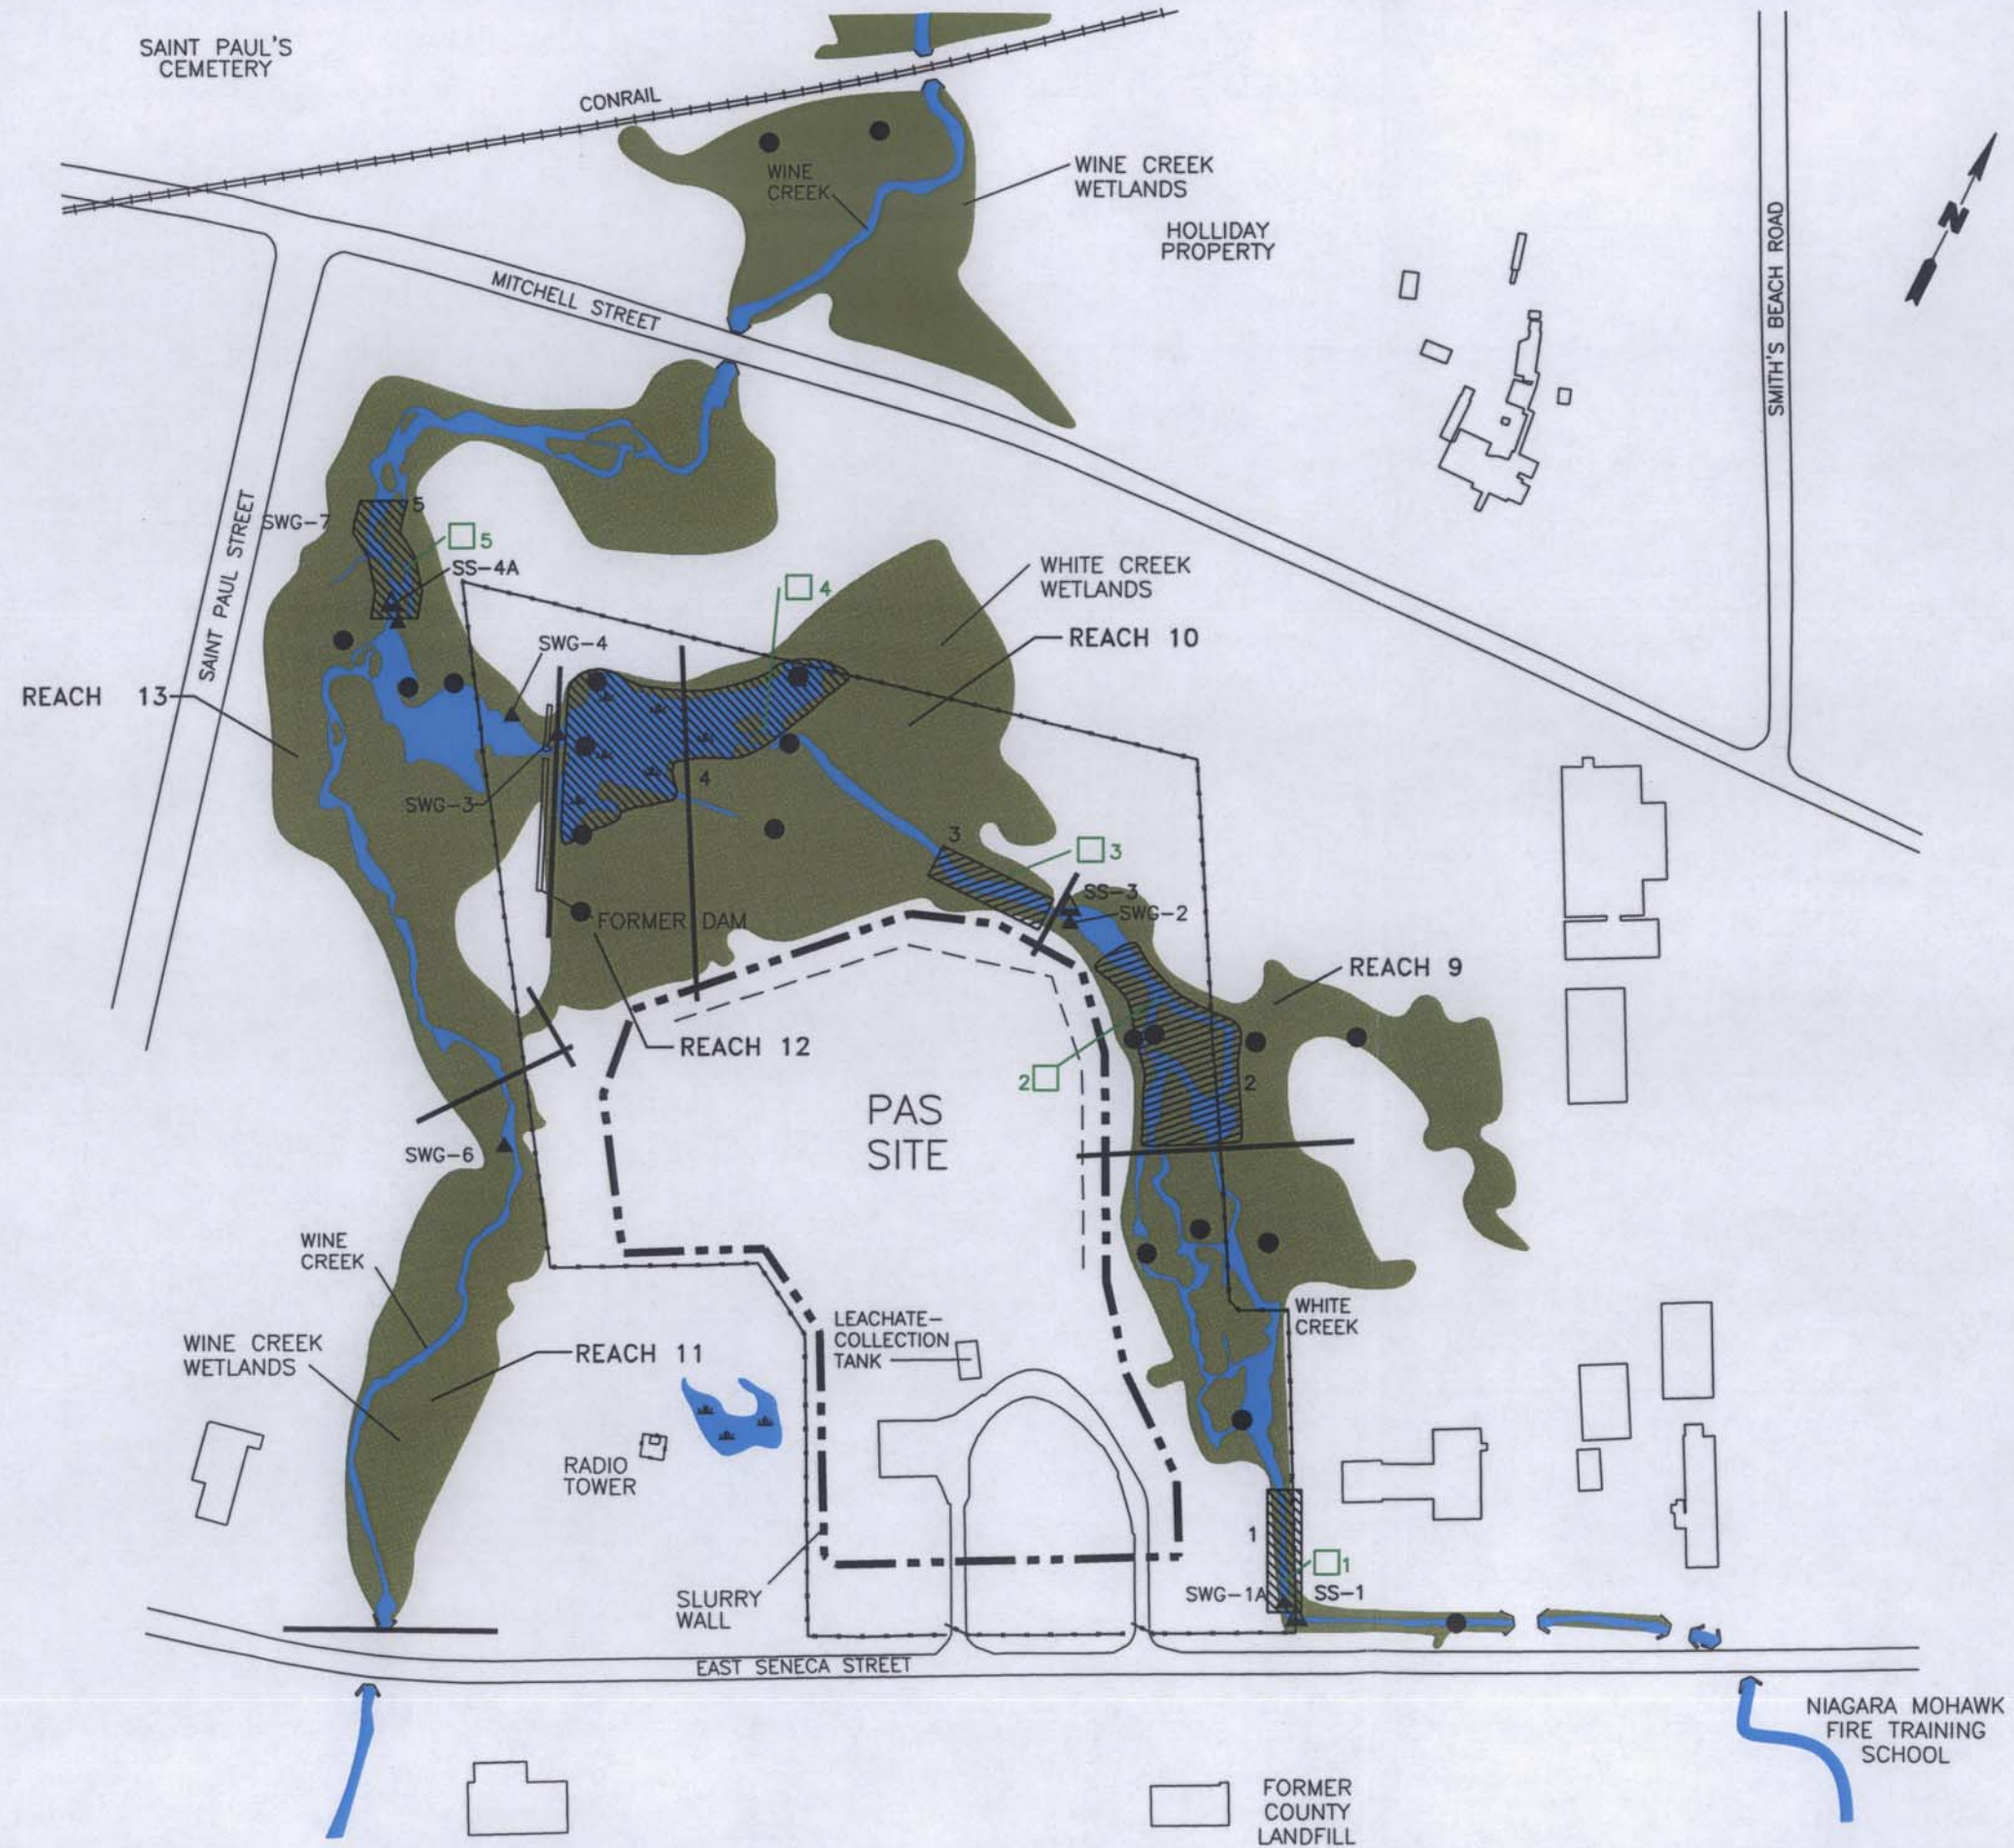 SAINT PAUL'S
CEMETERY
CONRAIL
WINE
CREEK
WINE CREEK
WETLANDS
HOLLIDAY
PROPERTY
N
SMITH'S BEACH ROAD
MITCHELL STREET
SAINT PAUL STREET
SWG-7
5
5
SS-4A
4
WHITE CREEK
WETLANDS
REACH 10
SWG-4
REACH 13
SWG-3
4
3
3
SS-3
SWG-2
FORMER DAM
REACH 9
REACH 12
2
2
PAS
SITE
SWG-6
WINE
CREEK
WHITE
CREEK
LEACHATE-
COLLECTION
TANK
WINE CREEK
WETLANDS
REACH 11
RADIO
TOWER
1
1
SWG-1A
SS-1
SLURRY
WALL
EAST SENECA STREET
NIAGARA MOHAWK
FIRE TRAINING
SCHOOL
FORMER
COUNTY
LANDFILL